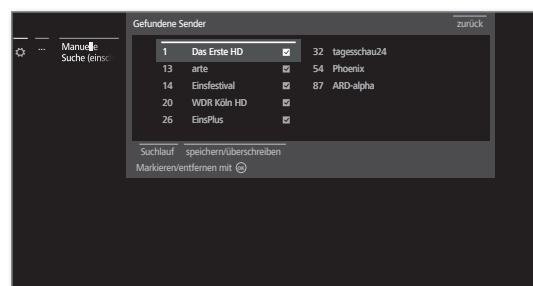 Gefundene Sender zurück
... Manuelle
Suche (einsc
1 Das Erste HD 32 tagesschau24
13 arte 54 Phoenix
14 Einsfestival 87 ARD-alpha
20 WDR Köln HD
26 EinsPlus
Suchlauf speichern/überschreiben
Markieren/entfernen mit OK